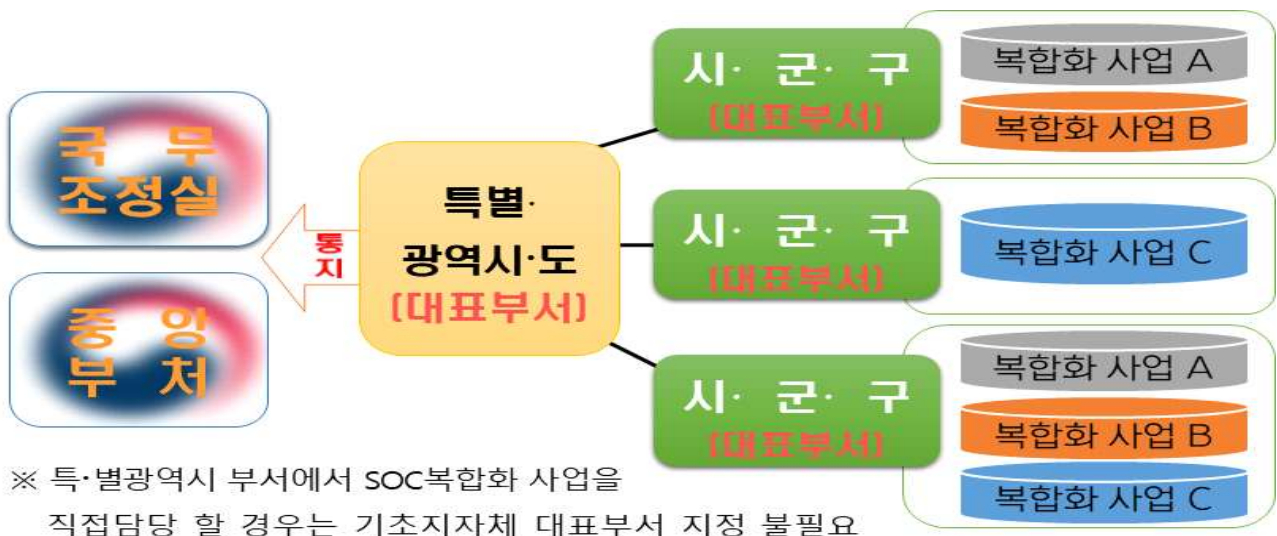 국 무
조정실
중 앙
부 처
통
지
특별·
광역시·도
(대표부서)
시· 군· 구
(대표부서)
복합화 사업 A
복합화 사업 B
시· 군· 구
(대표부서)
복합화 사업 C
시· 군· 구
(대표부서)
복합화 사업 A
복합화 사업 B
복합화 사업 C
※ 특·별광역시 부서에서 SOC복합화 사업을
직접담당 할 경우는 기초지자체 대표부서 지정 불필요